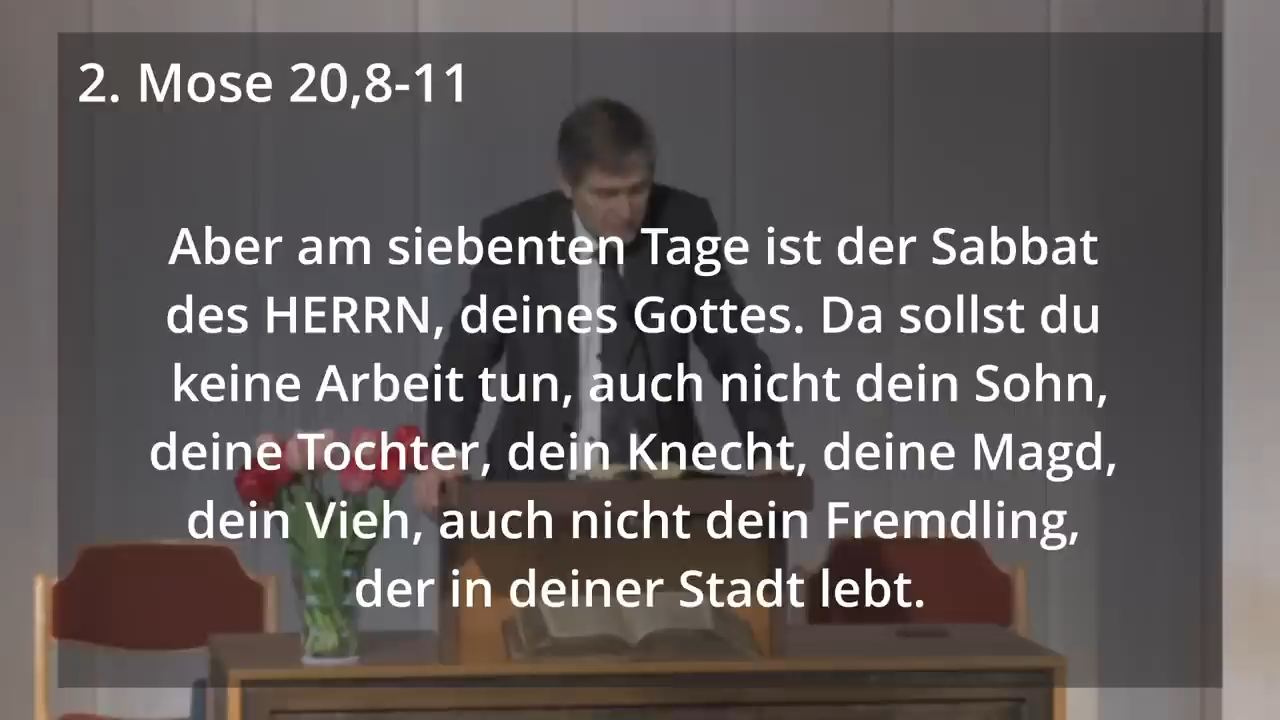 2. Mose 20,8-11
Aber am siebenten Tage ist der Sabbat
des HERRN, deines Gottes. Da sollst du
keine Arbeit tun, auch nicht dein Sohn,
deine Tochter, dein Knecht, deine Magd,
dein Vieh, auch nicht dein Fremdling,
der in deiner Stadt lebt.